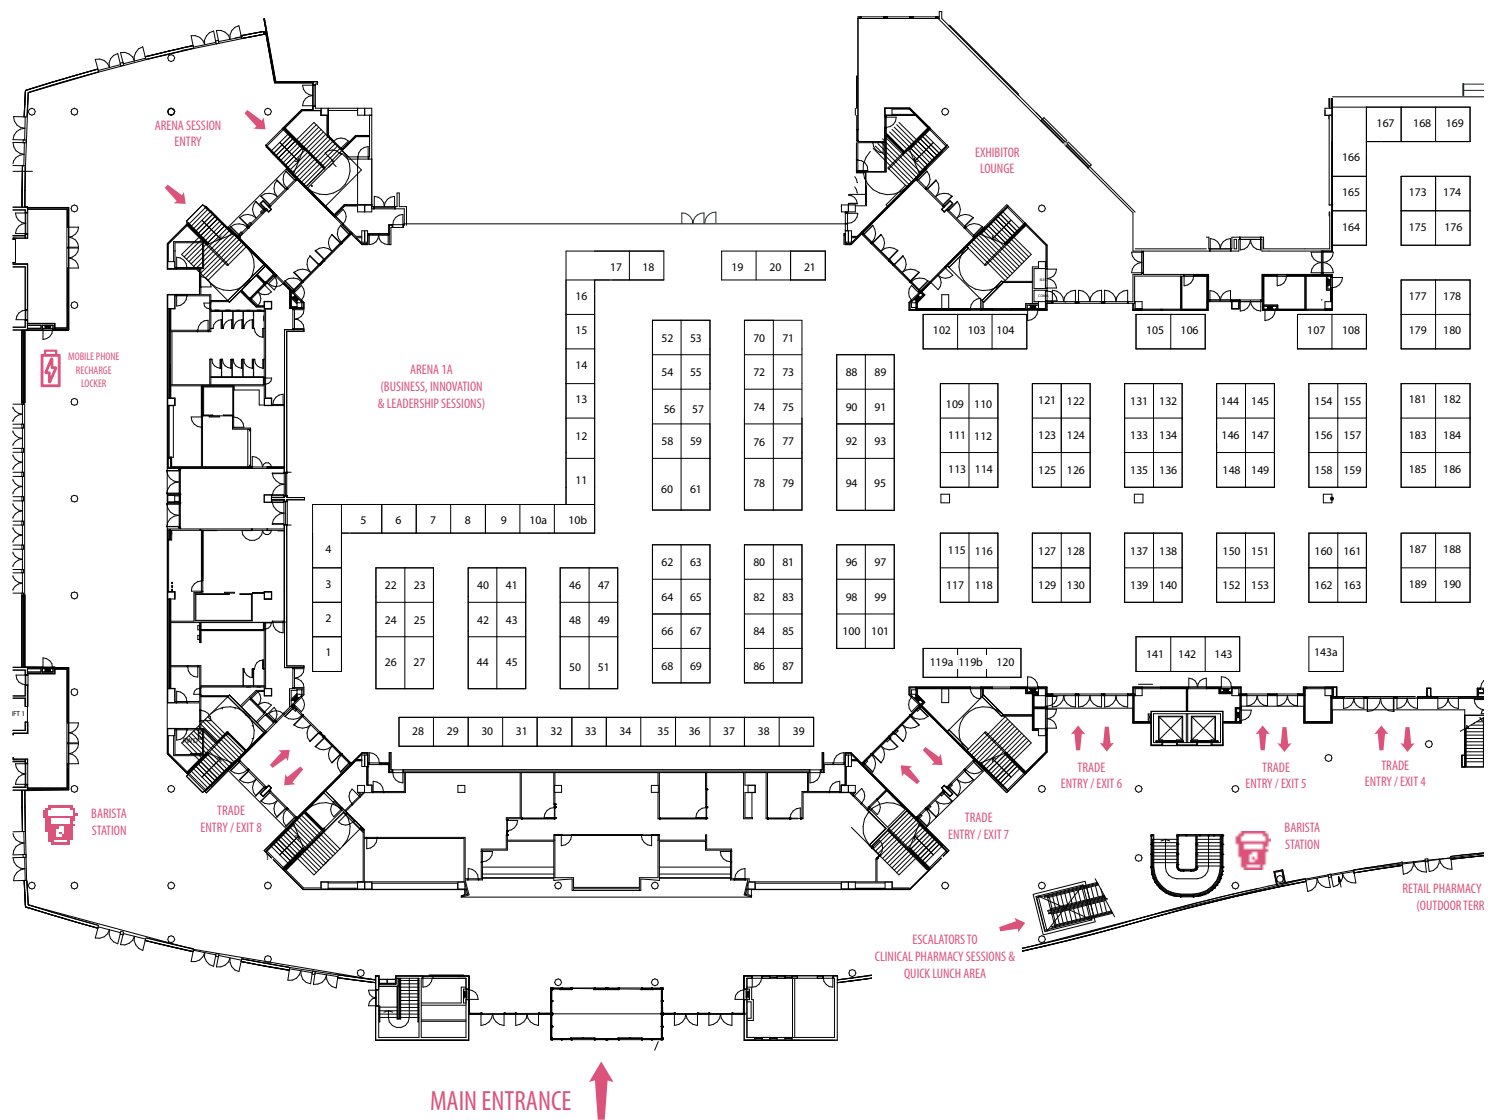 ARENA SESSION
ENTRY
EXHIBITOR
LOUNGE
167 168 169
166
165 173 174
164 175 176
17 18 19 20 21
16
15
14
13
12
11
177 178
102 103 104 105 106 107 108 179 180
MOBILE PHONE
RECHARGE
LOCKER
ARENA 1A
(BUSINESS, INNOVATION
& LEADERSHIP SESSIONS)
52 53 70 71
54 55 72 73 88 89
56 57 74 75 90 91
58 59 76 77 92 93
60 61 78 79 94 95
109 110 121 122 131 132 144 145 154 155 181 182
111 112 123 124 133 134 146 147 156 157 183 184
113 114 125 126 135 136 148 149 158 159 185 186
5 6 7 8 9 10a 10b
4
3
2
1
22 23 40 41 46 47
24 25 42 43 48 49
26 27 44 45 50 51
62 63 80 81 96 97
64 65 82 83 98 99
66 67 84 85 100 101
68 69 86 87
115 116 127 128 137 138 150 151 160 161 187 188
117 118 129 130 139 140 152 153 162 163 189 190
119a 119b 120 141 142 143 143a
28 29 30 31 32 33 34 35 36 37 38 39
IFT 1
TRADE
ENTRY / EXIT 6
TRADE
ENTRY / EXIT 5
TRADE
ENTRY / EXIT 4
BARISTA
STATION
TRADE
ENTRY / EXIT 8
TRADE
ENTRY / EXIT 7
BARISTA
STATION
RETAIL PHARMACY
(OUTDOOR TERR
ESCALATORS TO
CLINICAL PHARMACY SESSIONS &
QUICK LUNCH AREA
MAIN ENTRANCE